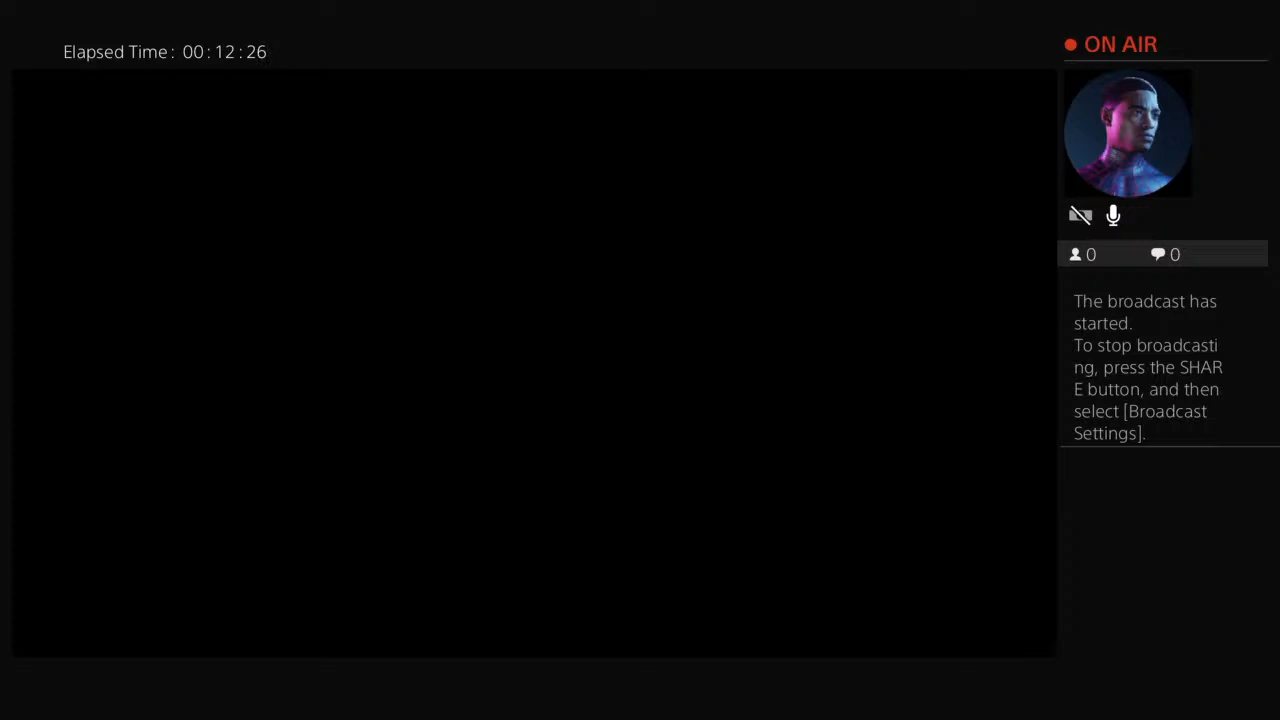 Elapsed Time: 00:12:26
ON AIR
0 0
The broadcast has
started.
To stop broadcasti
ng, press the SHAR
E button, and then
select [Broadcast
Settings].